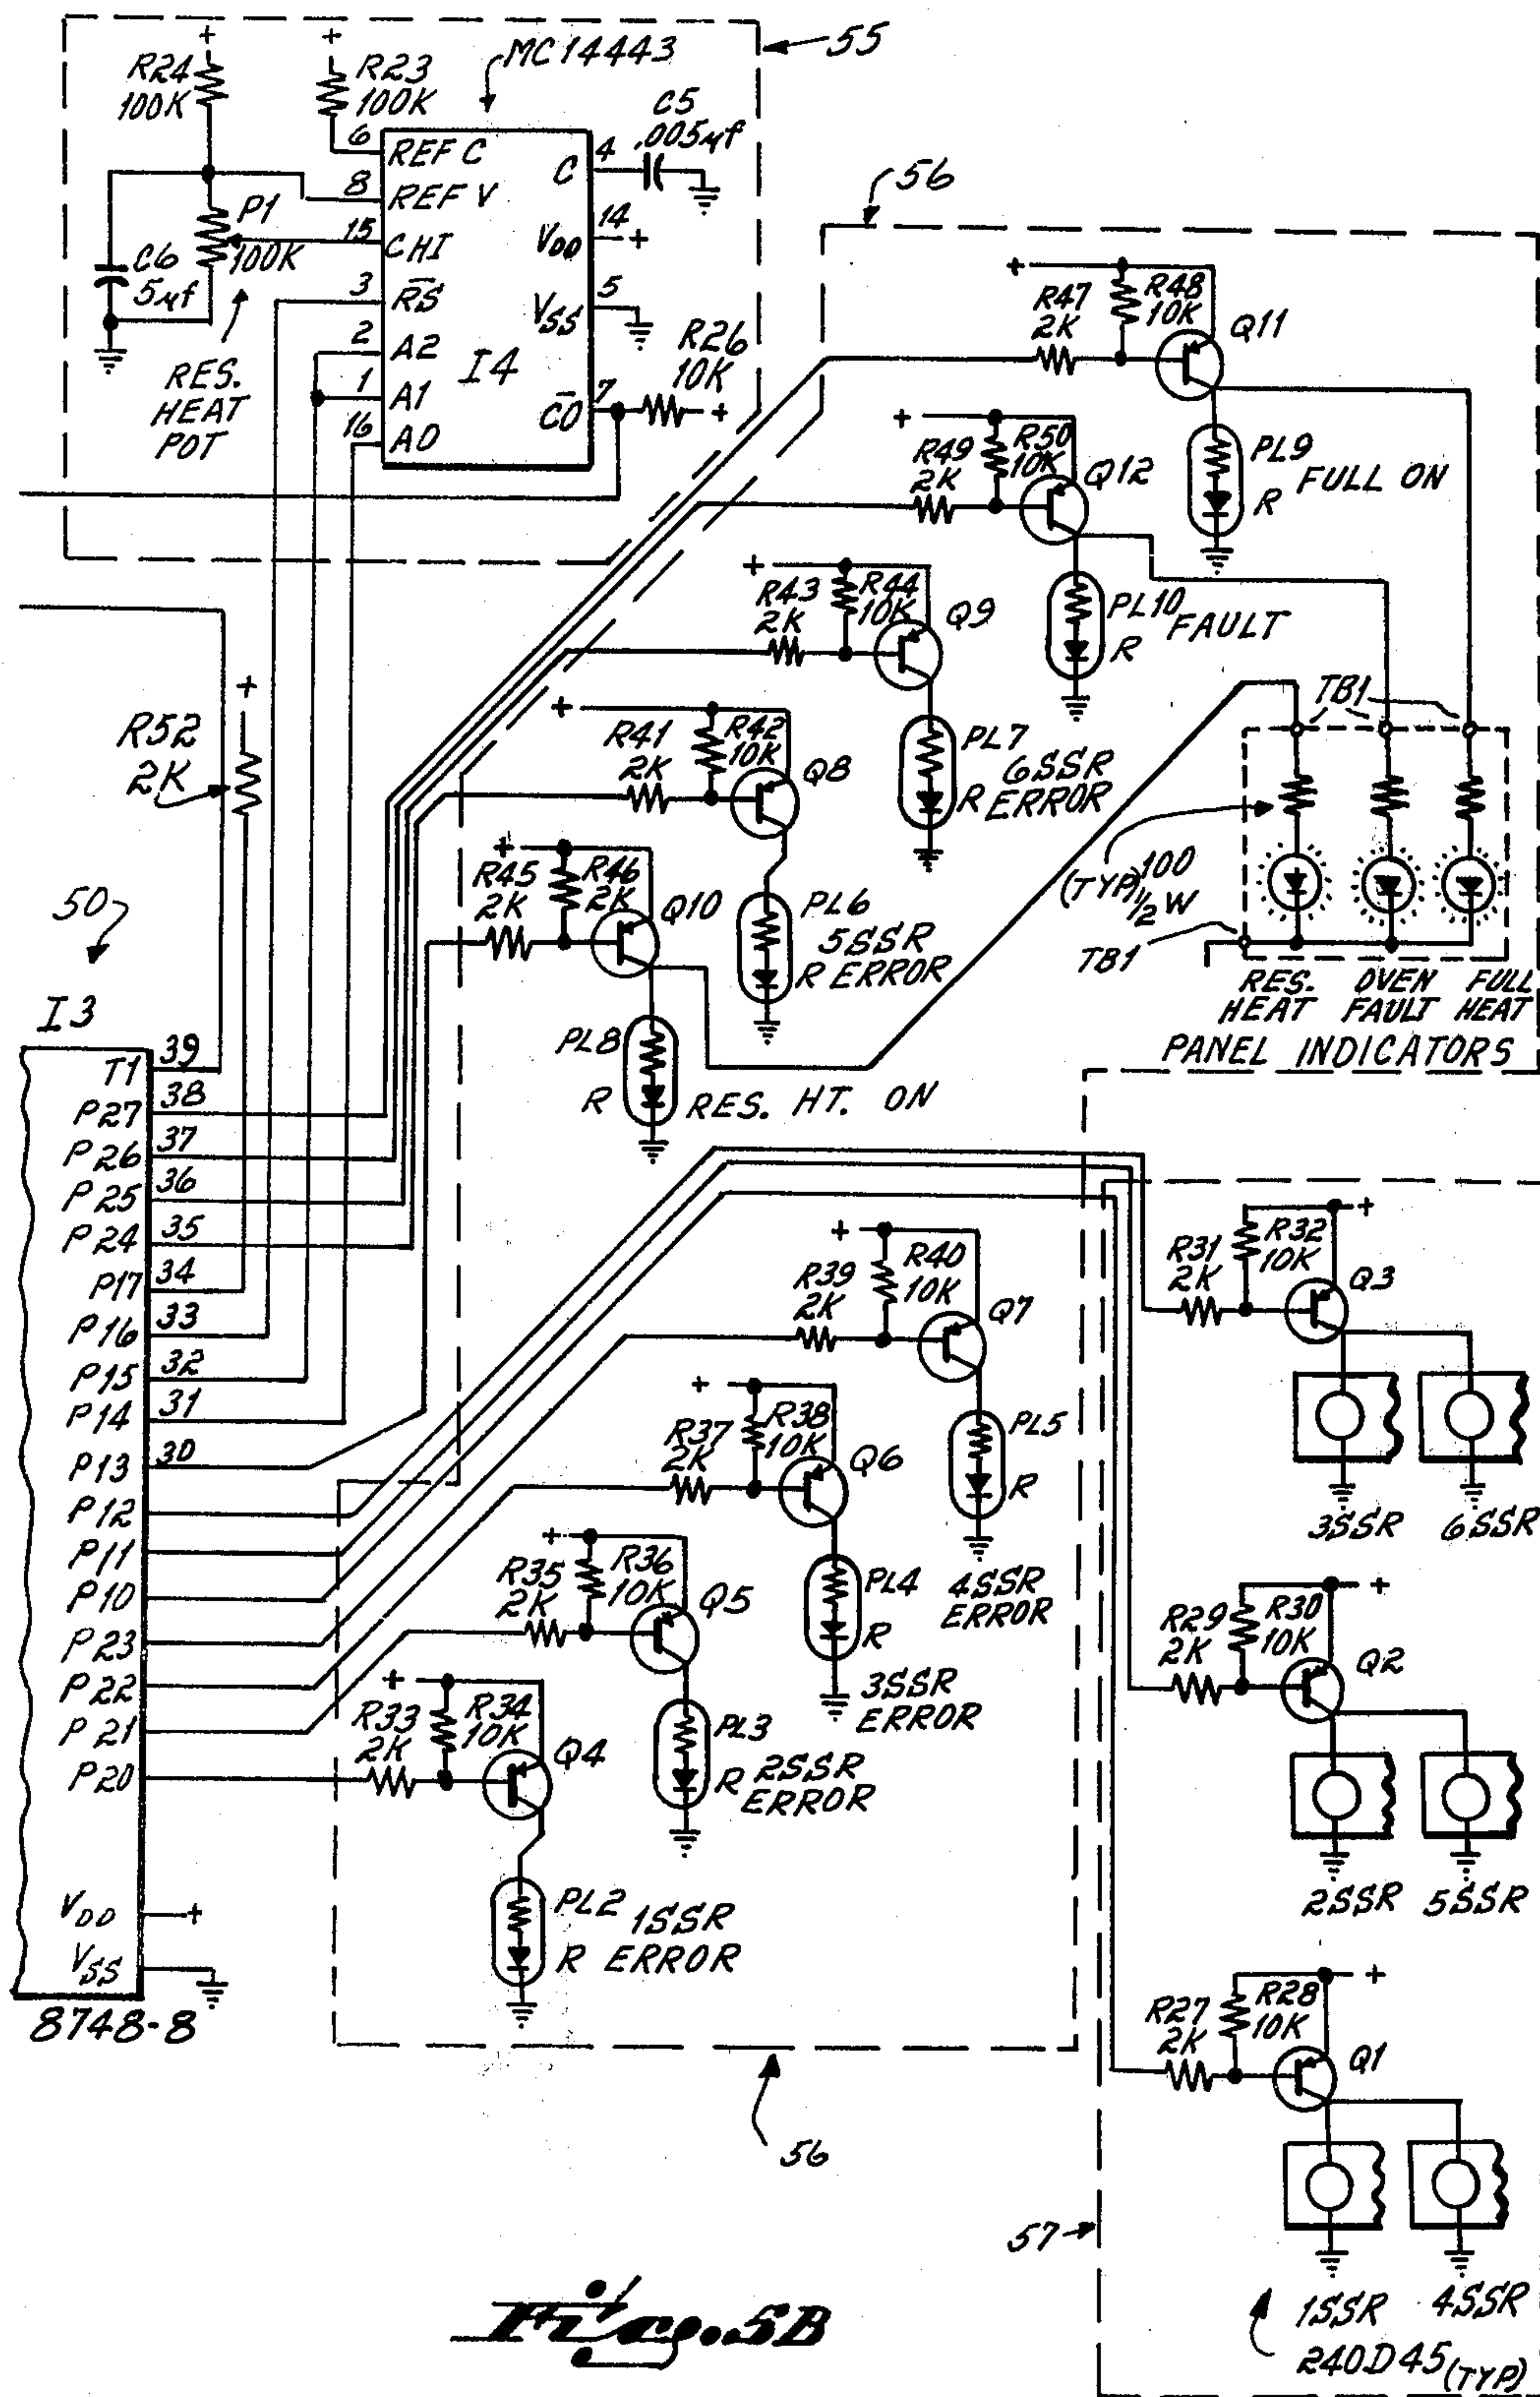 55
+
+
R24
100K
R23
100K
MC14443
C5
.005μf
6
REF C
C
4
8
REF V
P1
100K
15
CHI
VDD
14
+
C6
5μf
3
R̅S̅
VSS
5
2
A2
I4
R26
10K
1
A1
C̅O̅
7
+
16
A0
RES.
HEAT
POT
56
+
R47
2K
R48
10K
Q11
PL9
FULL ON
R
+
R49
2K
R50
10K
Q12
PL10
FAULT
R
+
R43
2K
R44
10K
Q9
PL7
6SSR
R ERROR
+
R41
2K
R42
10K
Q8
PL6
5SSR
R ERROR
+
R45
2K
R46
2K
Q10
PL8
R
RES. HT. ON
TB1
100
(TYP) 1/2 W
TB1
RES.
HEAT
OVEN
FAULT
FULL
HEAT
PANEL INDICATORS
+
R52
2K
50
I3
T1 39
P27 38
P26 37
P25 36
P24 35
P17 34
P16 33
P15 32
P14 31
P13 30
P12
P11
P10
P23
P22
P21
P20
VDD
+
VSS
8748-8
+
R39
2K
R40
10K
Q7
PL5
R
4SSR
ERROR
+
R37
2K
R38
10K
Q6
PL4
R
3SSR
ERROR
+
R35
2K
R36
10K
Q5
PL3
R 2SSR
ERROR
+
R33
2K
R34
10K
Q4
PL2
1SSR
R ERROR
56
+
R31
2K
R32
10K
Q3
3SSR
6SSR
+
R29
2K
R30
10K
Q2
2SSR
5SSR
+
R27
2K
R28
10K
Q1
57
1SSR
4SSR
240D45 (TYP)
Fig. 5B